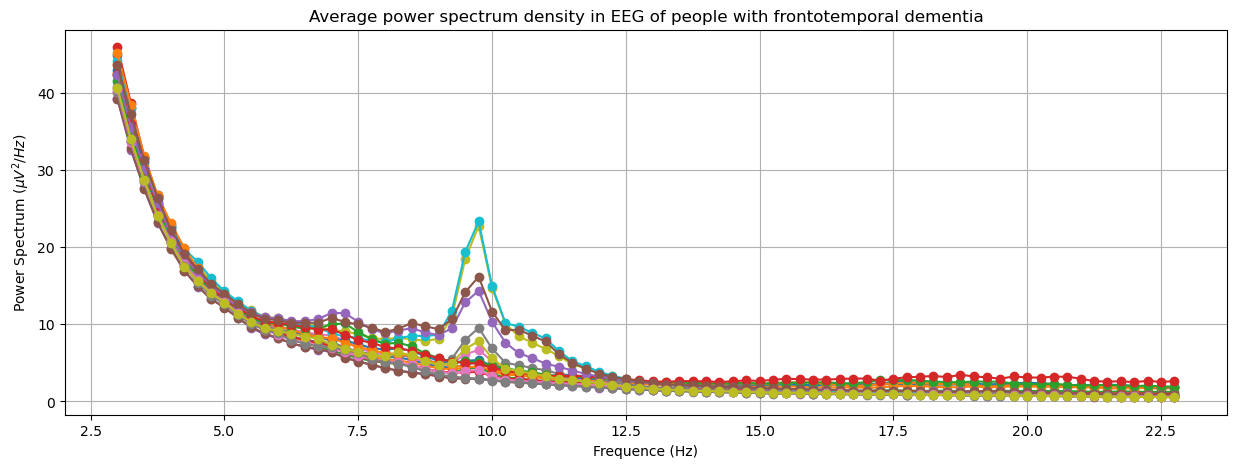 Average power spectrum density in EEG of people with frontotemporal dementia
Power Spectrum (μV²/Hz)
40
30
20
10
0
2.5 5.0 7.5 10.0 12.5 15.0 17.5 20.0 22.5
Frequence (Hz)